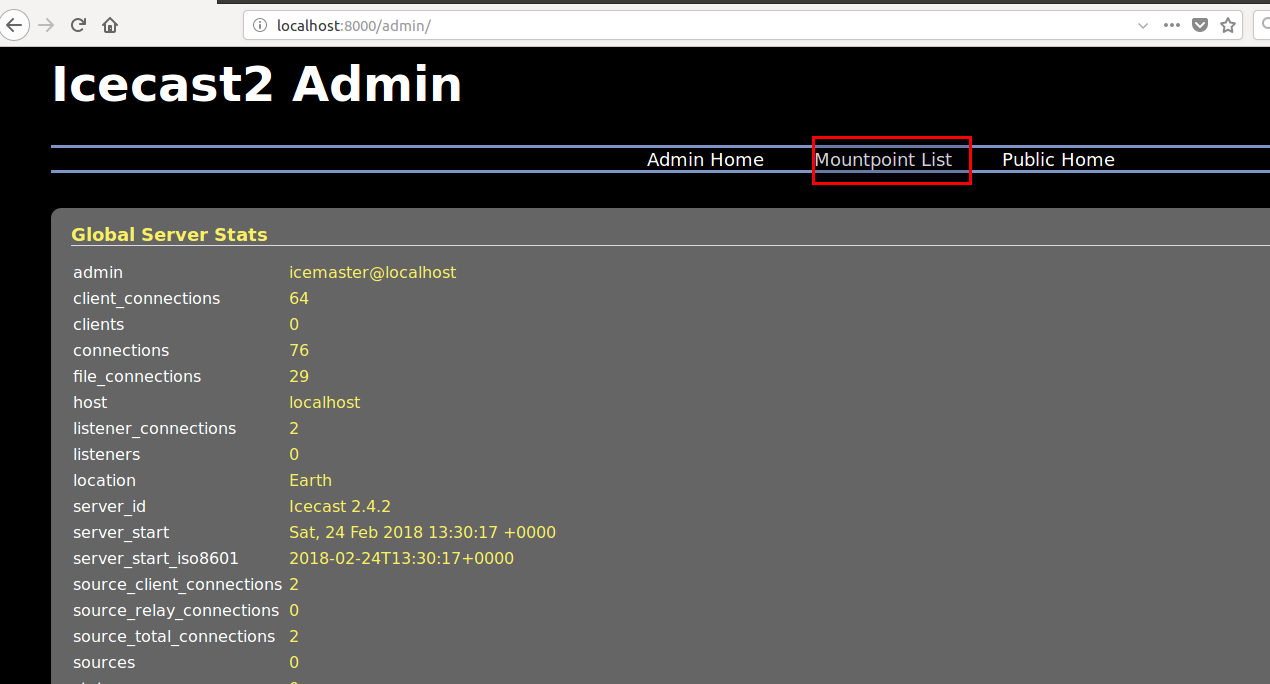 localhost:8000/admin/
Icecast2 Admin
Admin Home Mountpoint List Public Home
Global Server Stats
admin icemaster@localhost
client_connections 64
clients 0
connections 76
file_connections 29
host localhost
listener_connections 2
listeners 0
location Earth
server_id Icecast 2.4.2
server_start Sat, 24 Feb 2018 13:30:17 +0000
server_start_iso8601 2018-02-24T13:30:17+0000
source_client_connections 2
source_relay_connections 0
source_total_connections 2
sources 0